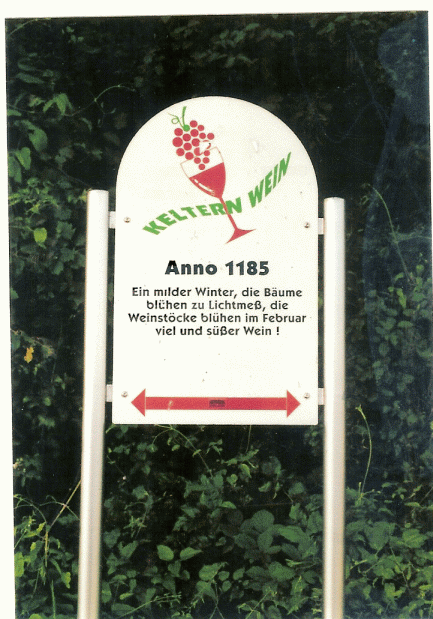 KELTERN WEIN
Anno 1185
Ein milder Winter, die Bäume
blühen zu Lichtmeß, die
Weinstöcke blühen im Februar
viel und süßer Wein !